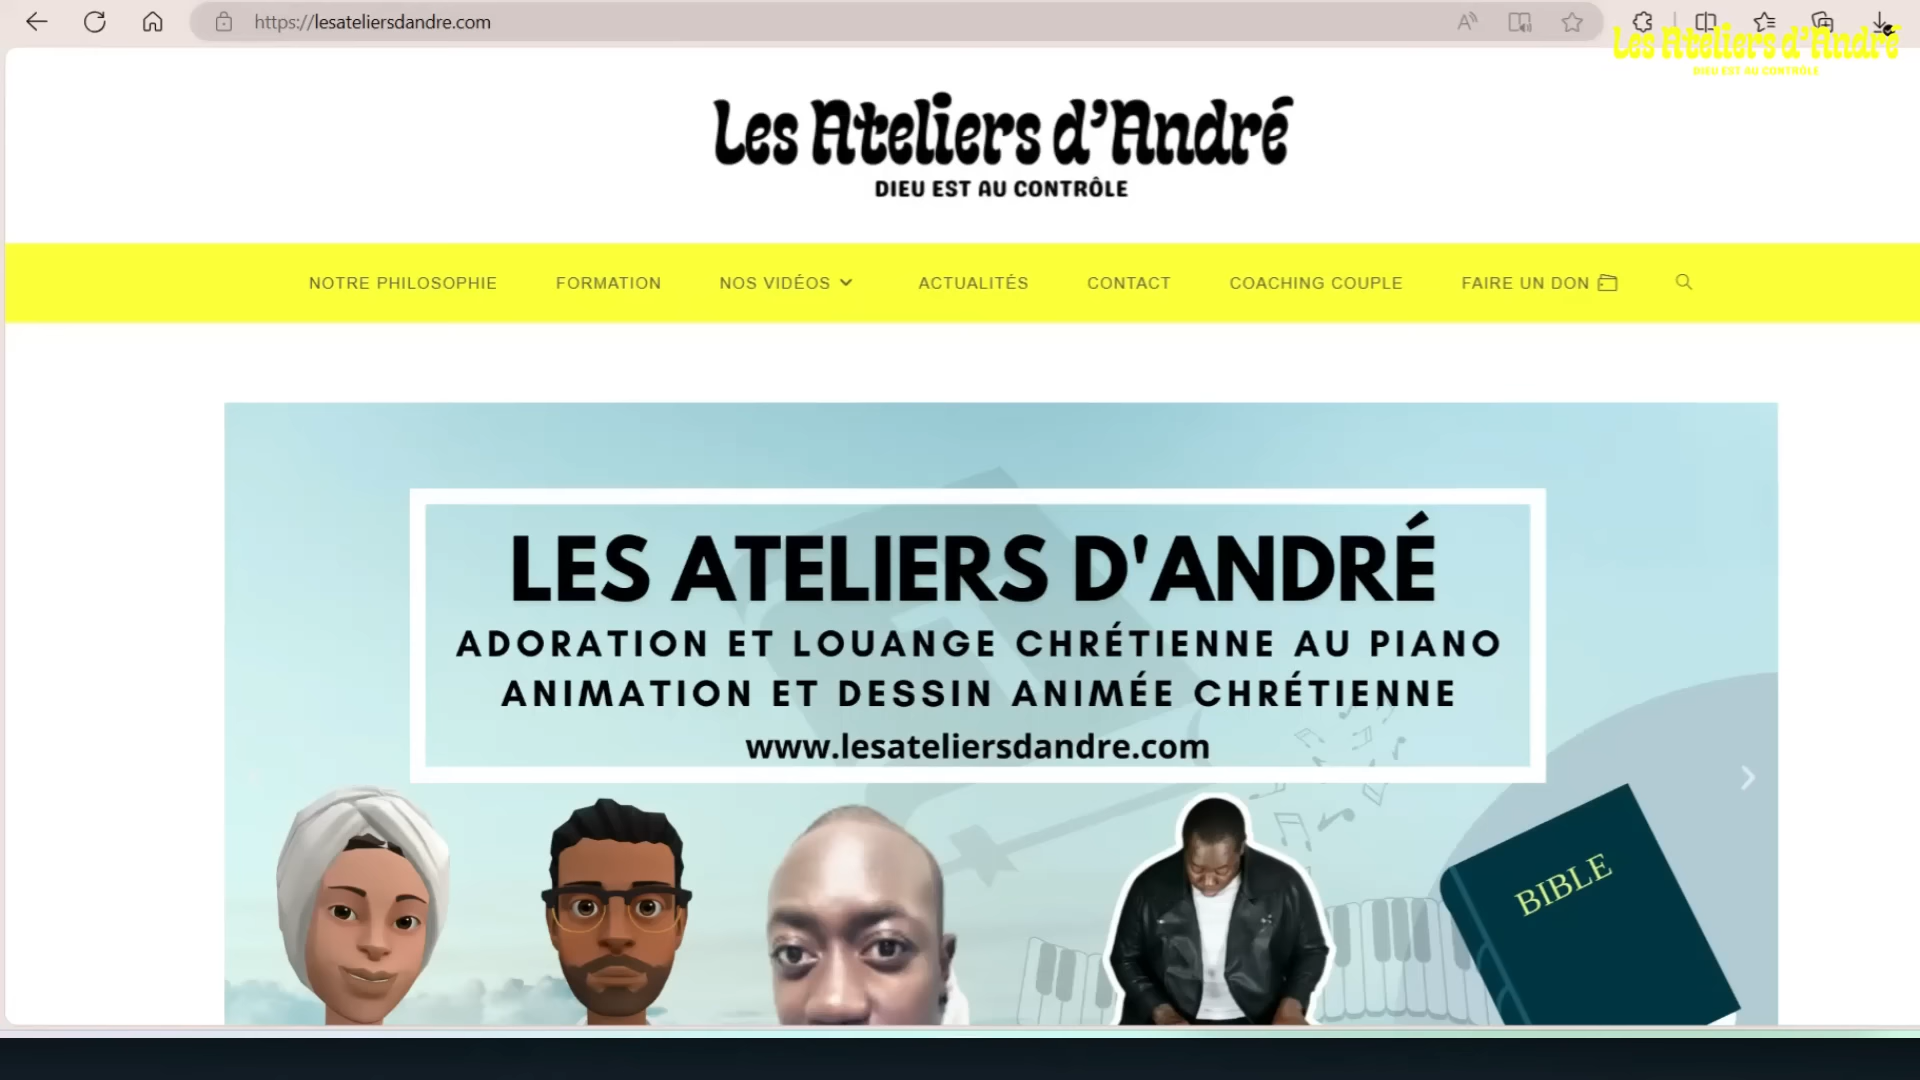 https://lesateliersdandre.com
Les Ateliers d'André
DIEU EST AU CONTRÔLE
Les Ateliers d'André
DIEU EST AU CONTRÔLE
NOTRE PHILOSOPHIE FORMATION NOS VIDÉOS ACTUALITÉS CONTACT COACHING COUPLE FAIRE UN DON
LES ATELIERS D'ANDRÉ
ADORATION ET LOUANGE CHRÉTIENNE AU PIANO
ANIMATION ET DESSIN ANIMÉE CHRÉTIENNE
www.lesateliersdandre.com
BIBLE